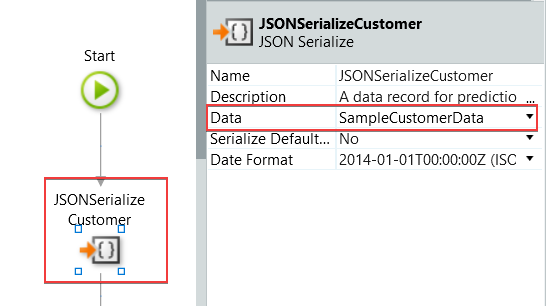 Start
JSONSerialize
Customer
JSONSerializeCustomer
JSON Serialize
Name JSONSerializeCustomer
Description A data record for predictio ...
Data SampleCustomerData
Serialize Default... No
Date Format 2014-01-01T00:00:00Z (ISC